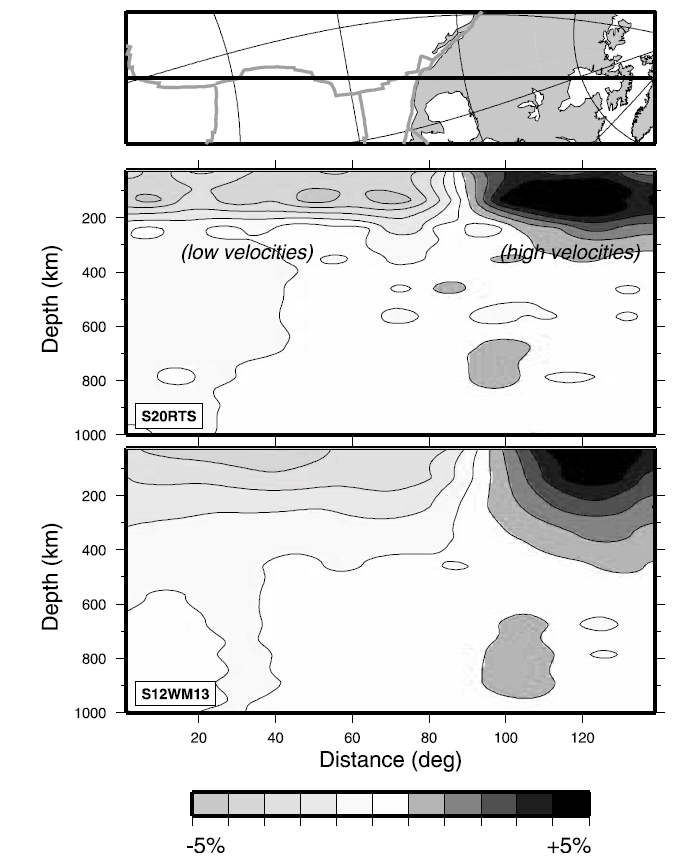 200
400
600
800
1000
Depth (km)
(low velocities)
(high velocities)
S20RTS
200
400
600
800
1000
Depth (km)
S12WM13
20 40 60 80 100 120
Distance (deg)
-5% +5%